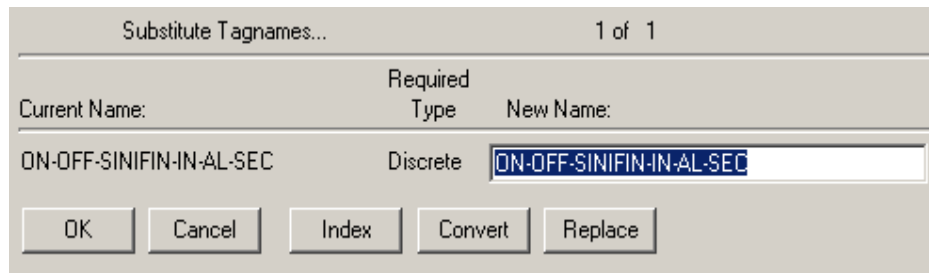 Substitute Tagnames... 1 of 1
Required
Current Name: Type New Name:
ON-OFF-SINIFIN-IN-AL-SEC Discrete ON-OFF-SINIFIN-IN-AL-SEC
OK Cancel Index Convert Replace